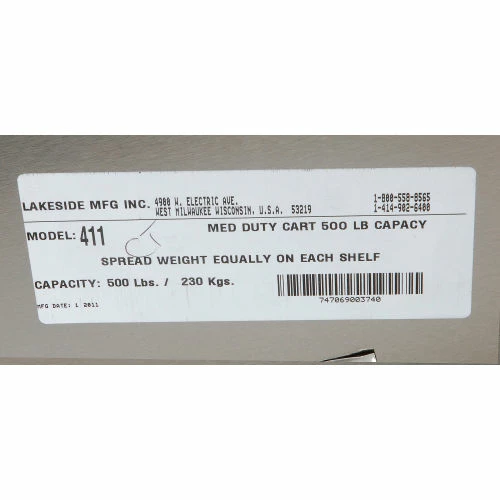 LAKESIDE MFG INC. 4900 W. ELECTRIC AVE. 1-800-558-8565
WEST MILWAUKEE WISCONSIN, U.S.A. 53219 1-414-902-6400
MODEL: 411 MED DUTY CART 500 LB CAPACY
SPREAD WEIGHT EQUALLY ON EACH SHELF
CAPACITY: 500 Lbs. / 230 Kgs.
MFG DATE: 1 2011
747069003740